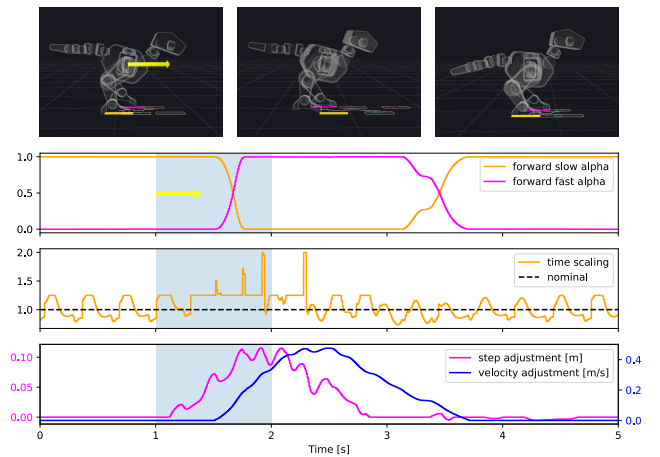 1.0
0.5
0.0
forward slow alpha
forward fast alpha
2.0
1.5
1.0
time scaling
nominal
0.10
0.05
0.00
step adjustment [m]
velocity adjustment [m/s]
0.4
0.2
0.0
0 1 2 3 4 5
Time [s]